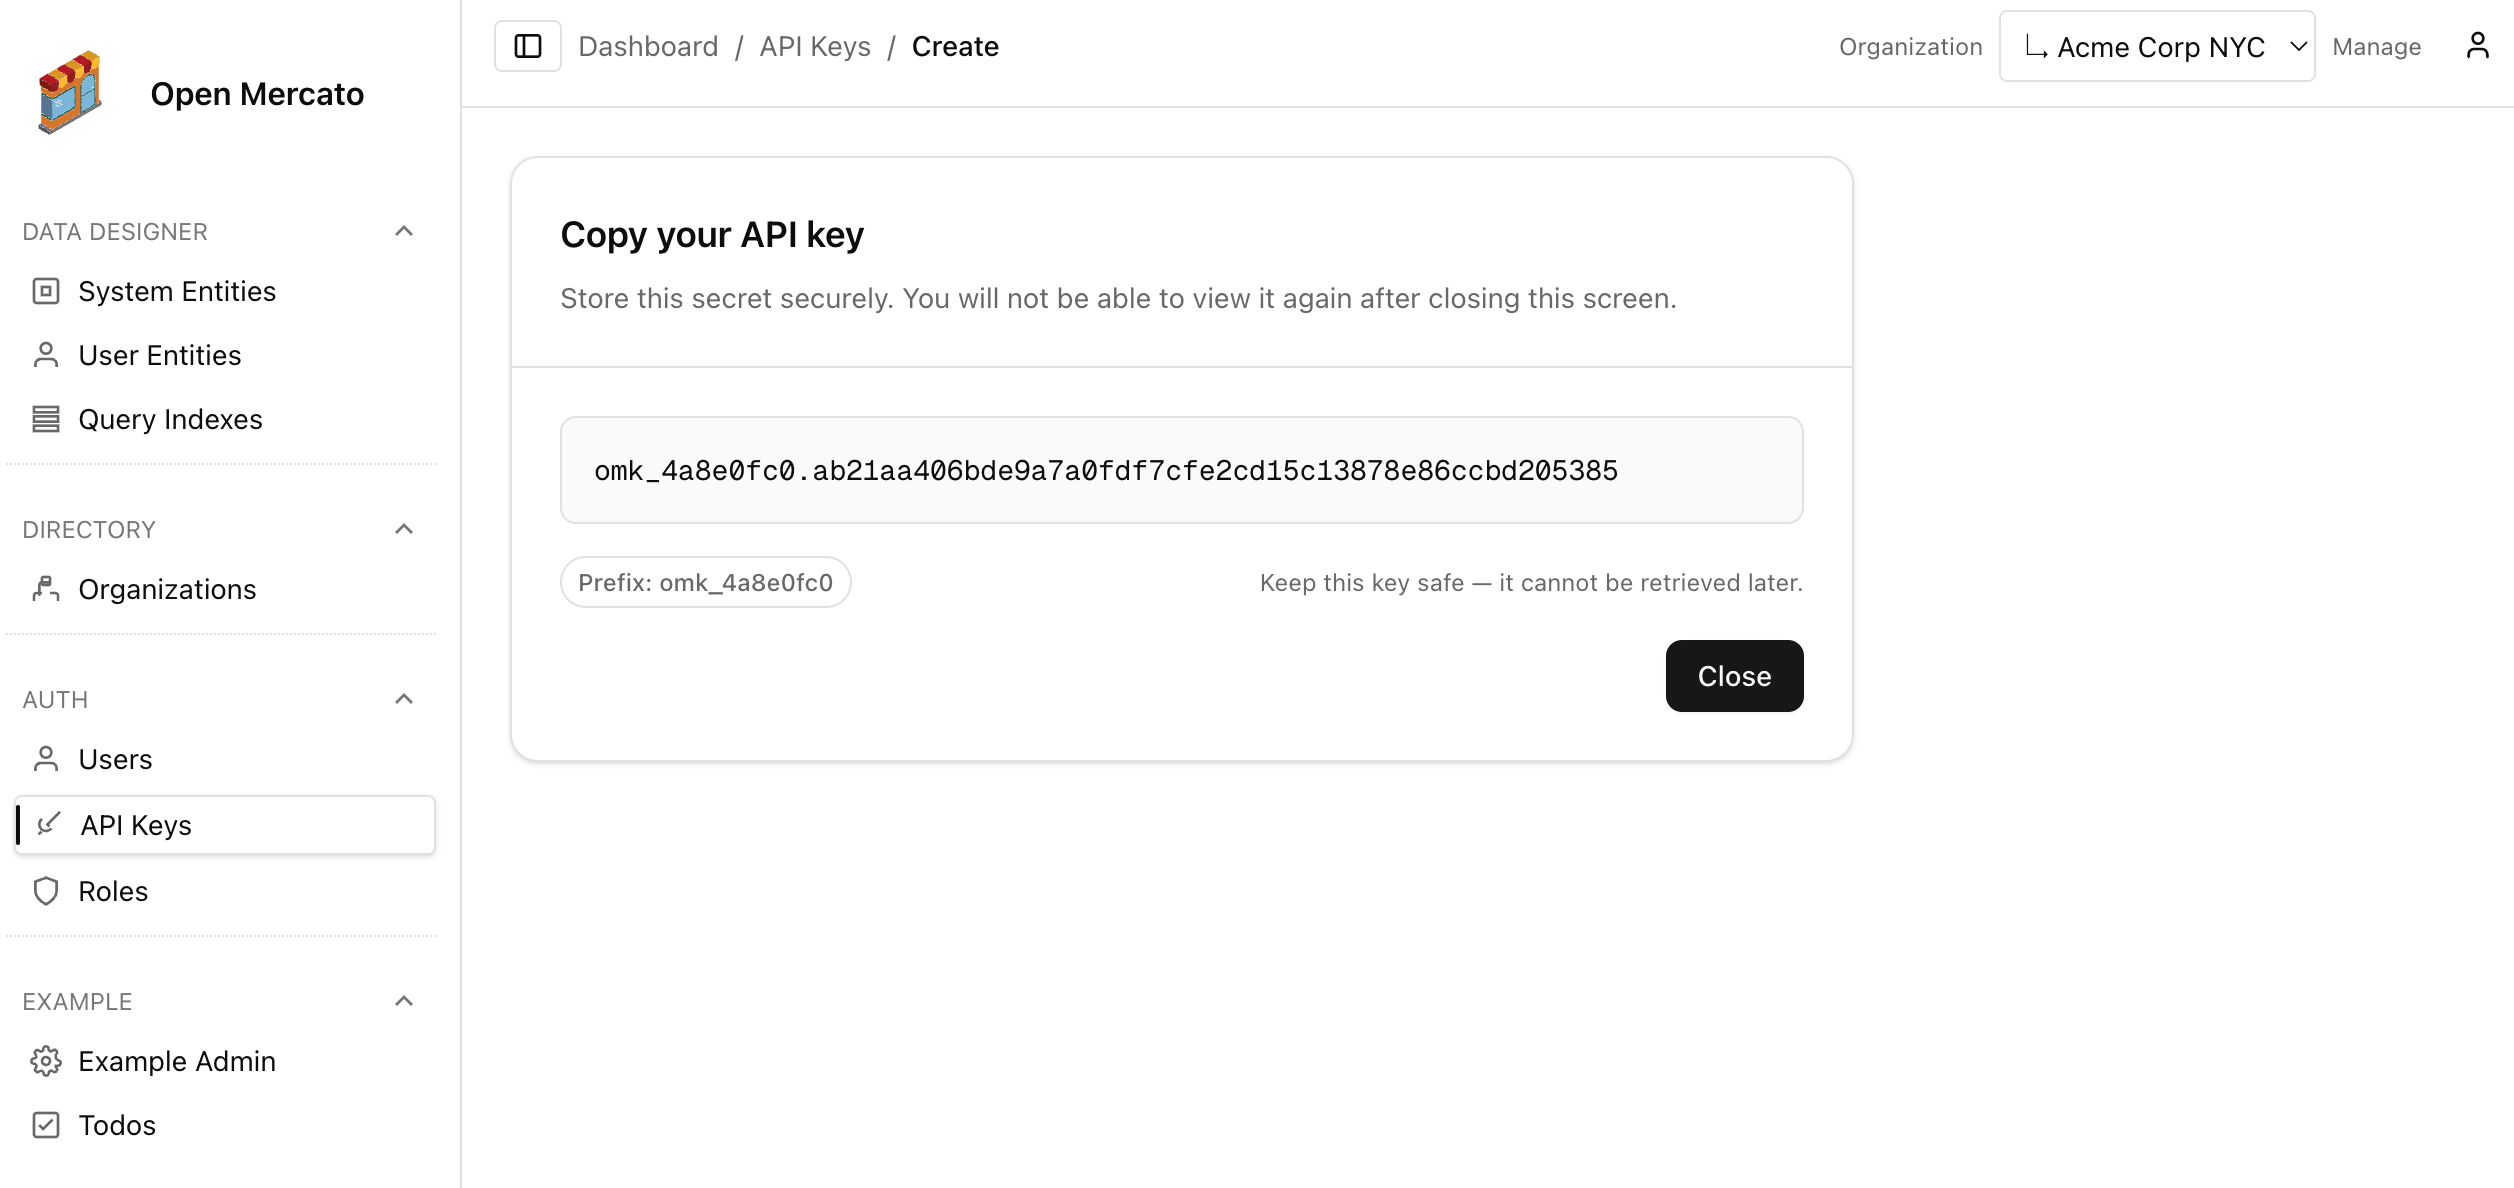 Open Mercato
DATA DESIGNER
System Entities
User Entities
Query Indexes
DIRECTORY
Organizations
AUTH
Users
API Keys
Roles
EXAMPLE
Example Admin
Todos
Dashboard / API Keys / Create
Organization Acme Corp NYC Manage
Copy your API key
Store this secret securely. You will not be able to view it again after closing this screen.
omk_4a8e0fc0.ab21aa406bde9a7a0fdf7cfe2cd15c13878e86ccbd205385
Prefix: omk_4a8e0fc0
Keep this key safe — it cannot be retrieved later.
Close